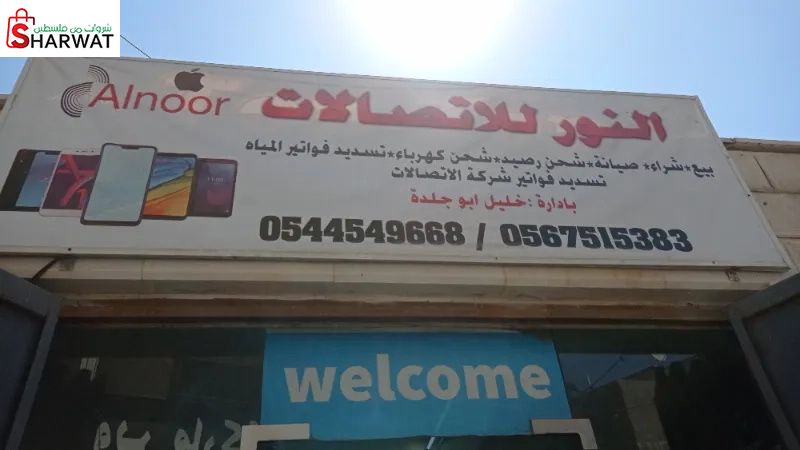 شروات من فلسطين
SHARWAT
Alnoor
النور للاتصالات
بيع*شراء* صيانة*شحن رصيد*شحن كهرباء*تسديد فواتير المياه
تسديد فواتير شركة الاتصالات
بادارة :خليل ابو جلدة
0544549668 / 0567515383
welcome